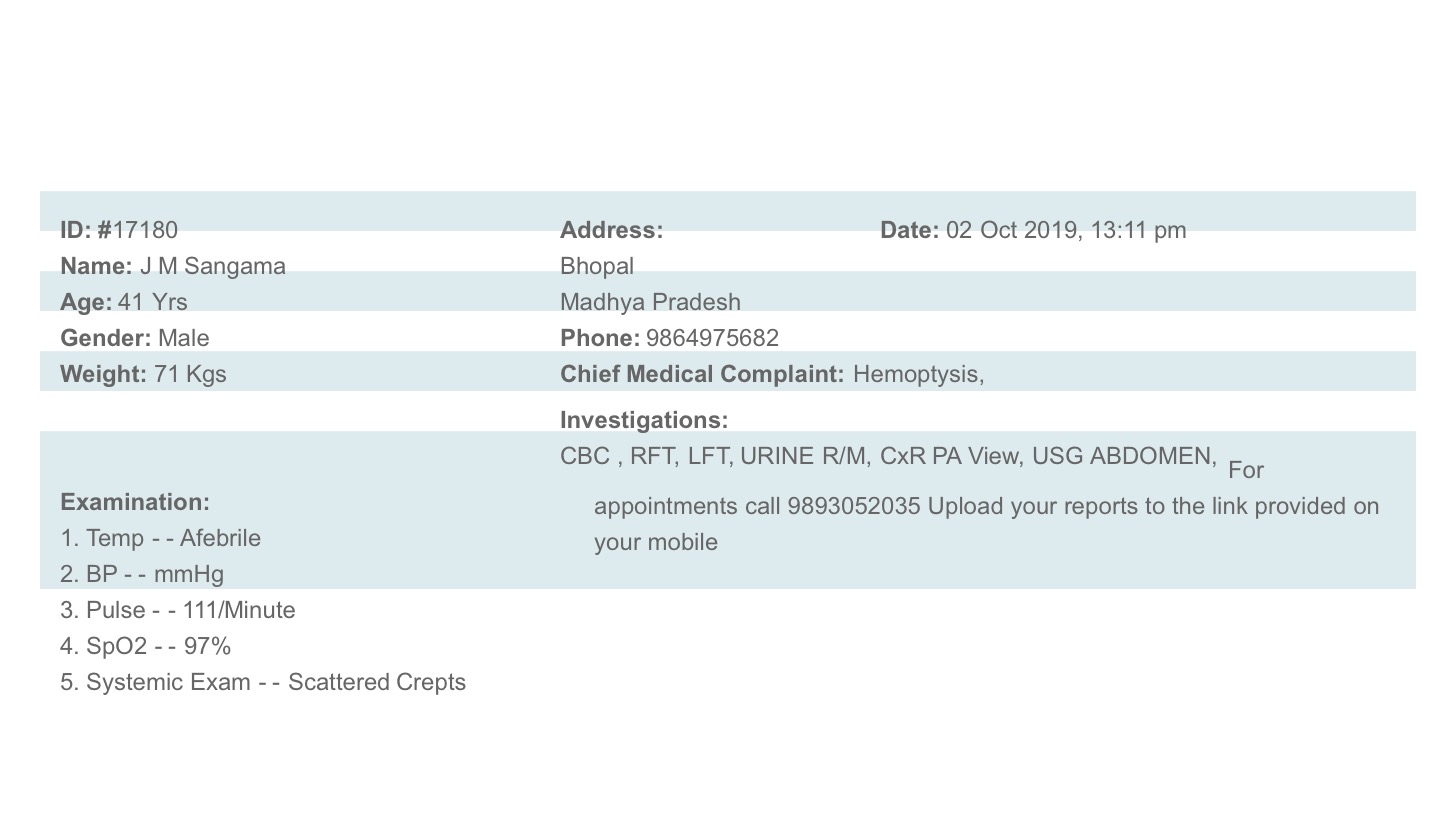 ID: #17180
Name: J M Sangama
Age: 41 Yrs
Gender: Male
Weight: 71 Kgs
Address:
Bhopal
Madhya Pradesh
Phone: 9864975682
Chief Medical Complaint: Hemoptysis,
Date: 02 Oct 2019, 13:11 pm
Investigations:
CBC , RFT, LFT, URINE R/M, CxR PA View, USG ABDOMEN, For
appointments call 9893052035 Upload your reports to the link provided on
your mobile
Examination:
1. Temp - - Afebrile
2. BP - - mmHg
3. Pulse - - 111/Minute
4. SpO2 - - 97%
5. Systemic Exam - - Scattered Crepts